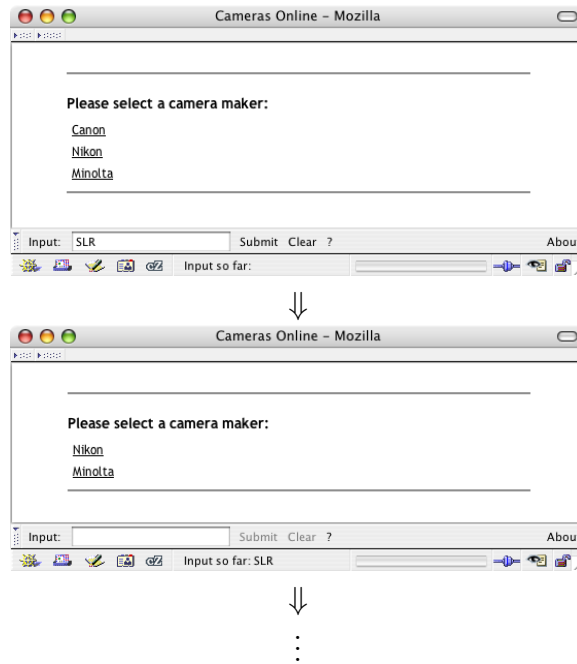 Cameras Online – Mozilla
Please select a camera maker:
Canon
Nikon
Minolta
Input: SLR Submit Clear ? Abou
Input so far:
⇓
Cameras Online – Mozilla
Please select a camera maker:
Nikon
Minolta
Input: Submit Clear ? Abou
Input so far: SLR
⇓
⋮